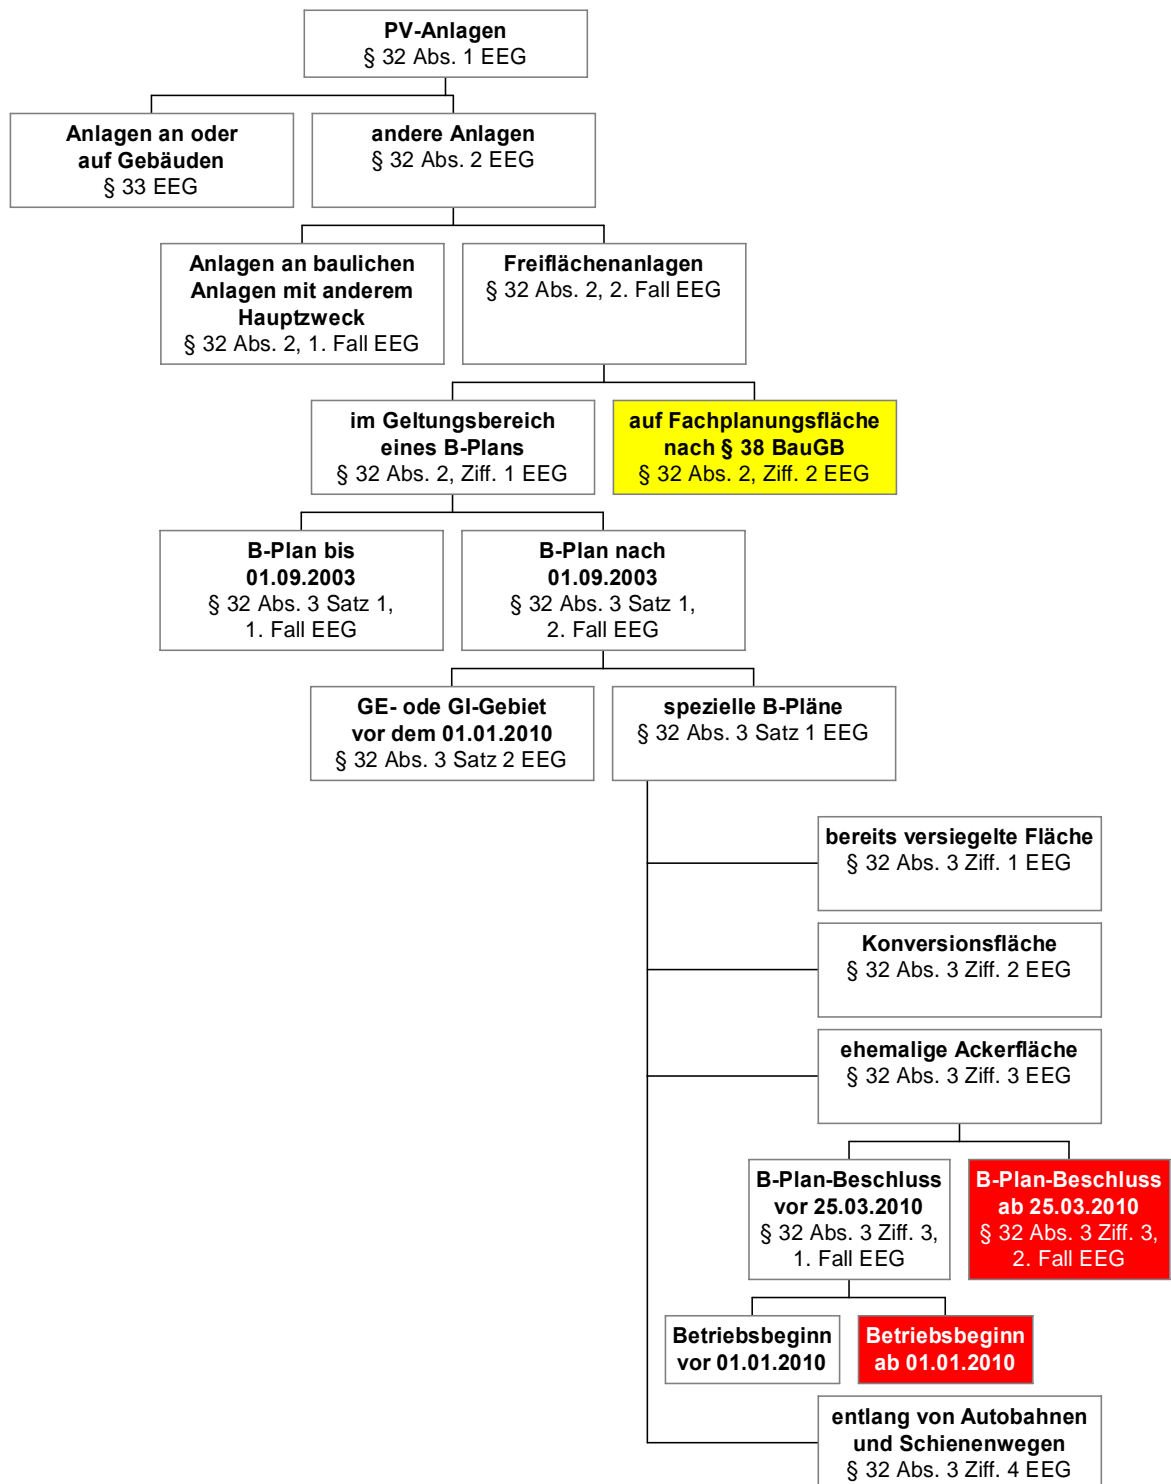 PV-Anlagen
§ 32 Abs. 1 EEG
Anlagen an oder
auf Gebäuden
§ 33 EEG
andere Anlagen
§ 32 Abs. 2 EEG
Anlagen an baulichen
Anlagen mit anderem
Hauptzweck
§ 32 Abs. 2, 1. Fall EEG
Freiflächenanlagen
§ 32 Abs. 2, 2. Fall EEG
im Geltungsbereich
eines B-Plans
§ 32 Abs. 2, Ziff. 1 EEG
auf Fachplanungsfläche
nach § 38 BauGB
§ 32 Abs. 2, Ziff. 2 EEG
B-Plan bis
01.09.2003
§ 32 Abs. 3 Satz 1,
1. Fall EEG
B-Plan nach
01.09.2003
§ 32 Abs. 3 Satz 1,
2. Fall EEG
GE- ode GI-Gebiet
vor dem 01.01.2010
§ 32 Abs. 3 Satz 2 EEG
spezielle B-Pläne
§ 32 Abs. 3 Satz 1 EEG
bereits versiegelte Fläche
§ 32 Abs. 3 Ziff. 1 EEG
Konversionsfläche
§ 32 Abs. 3 Ziff. 2 EEG
ehemalige Ackerfläche
§ 32 Abs. 3 Ziff. 3 EEG
B-Plan-Beschluss
vor 25.03.2010
§ 32 Abs. 3 Ziff. 3,
1. Fall EEG
B-Plan-Beschluss
ab 25.03.2010
§ 32 Abs. 3 Ziff. 3,
2. Fall EEG
Betriebsbeginn
vor 01.01.2010
Betriebsbeginn
ab 01.01.2010
entlang von Autobahnen
und Schienenwegen
§ 32 Abs. 3 Ziff. 4 EEG